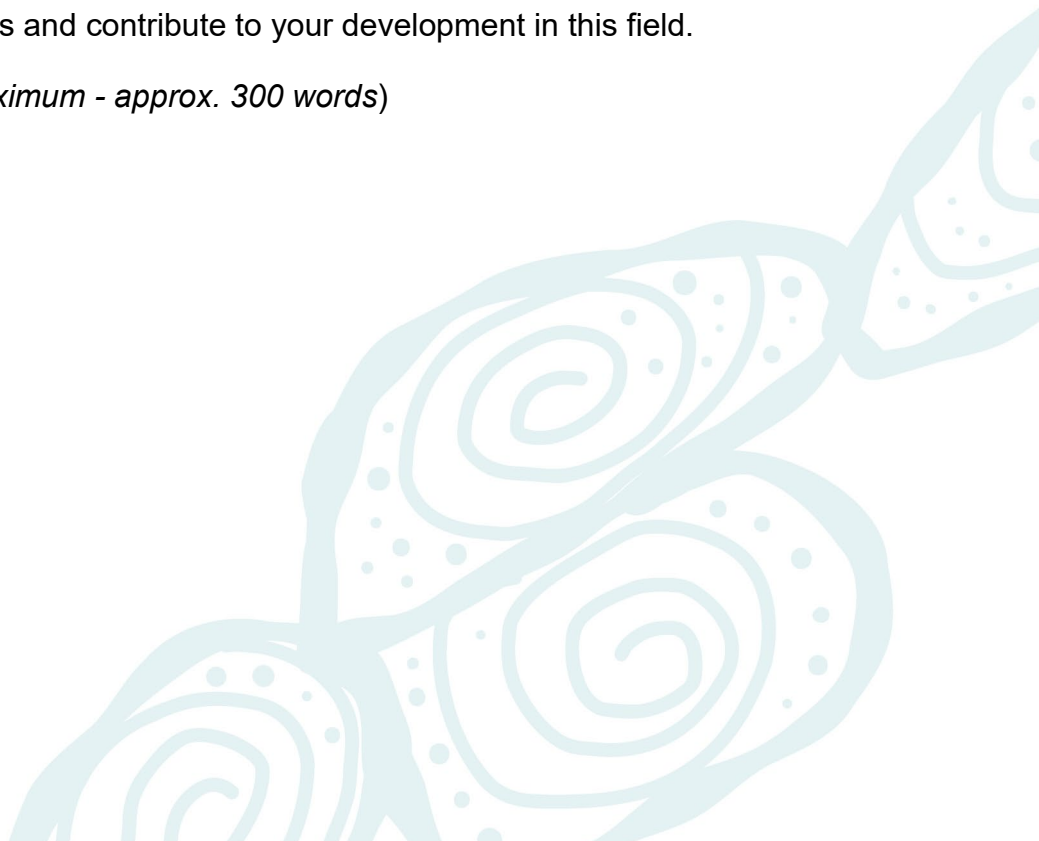 s and contribute to your development in this field.
ximum - approx. 300 words)